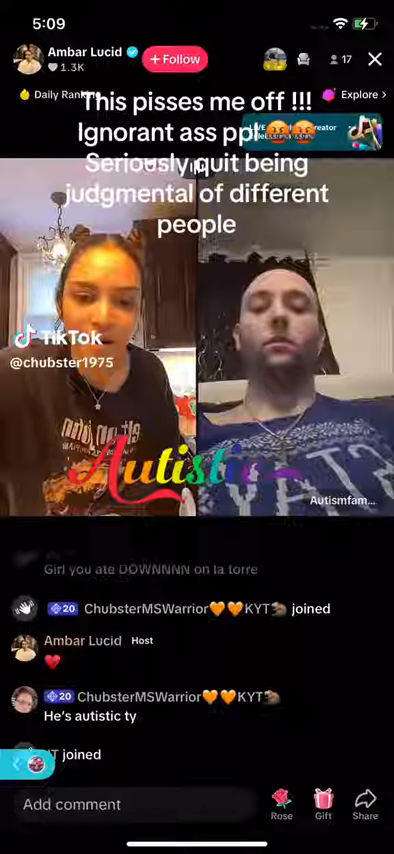 5:09
Ambar Lucid
1.3K
+ Follow
17
Daily Ranking
Explore >
This pisses me off !!!
Ignorant ass ppl 🤬🤬
Seriously quit being
judgmental of different
people
LIVE
TikTok
@chubster1975
Autistic
Autismfam...
Girl you ate DOWNNNN on la torre
20 ChubsterMSWarrior🧡🧡KYT🦏 joined
Ambar Lucid Host
❤️
20 ChubsterMSWarrior🧡🧡KYT🦏
He's autistic ty
joined
Add comment
Rose
Gift
Share